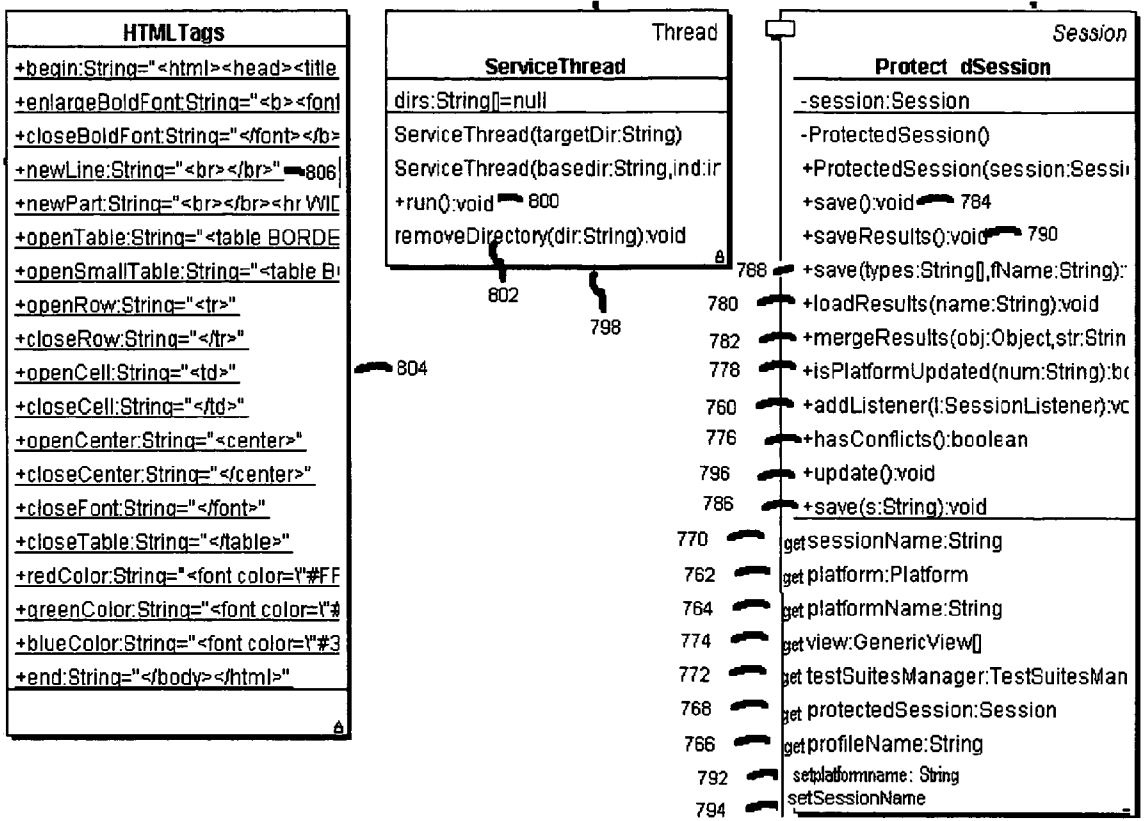 HTMLTags
+begin:String="<html><head><title
+enlargeBoldFont:String="<b><font
+closeBoldFont:String="</font></b>
+newLine:String="<br></br>" 806
+newPart:String="<br></br><hr WID
+openTable:String="<table BORDE
+openSmallTable:String="<table B
+openRow:String="<tr>"
+closeRow:String="</tr>"
+openCell:String="<td>"
+closeCell:String="</td>"
+openCenter:String="<center>"
+closeCenter:String="</center>"
+closeFont:String="</font>"
+closeTable:String="</table>"
+redColor:String="<font color=\"#FF
+greenColor:String="<font color=\"#
+blueColor:String="<font color=\"#3
+end:String="</body></html>"
804
Thread
ServiceThread
dirs:String[]=null
ServiceThread(targetDir:String)
ServiceThread(basedir:String,ind:ir
+run():void 800
removeDirectory(dir:String):void
802
798
Session
Protect dSession
-session:Session
-ProtectedSession()
+ProtectedSession(session:Sessi
+save():void 784
+saveResults():void 790
788 +save(types:String[],fName:String):
780 +loadResults(name:String):void
782 +mergeResults(obj:Object,str:Strin
778 +isPlatformUpdated(num:String):bo
760 +addListener(l:SessionListener):vo
776 +hasConflicts():boolean
796 +update():void
786 +save(s:String):void
770 get sessionName:String
762 get platform:Platform
764 get platformName:String
774 get view:GenericView[]
772 get testSuitesManager:TestSuitesMan
768 get protectedSession:Session
766 get profileName:String
792 setplatformname: String
794 setSessionName